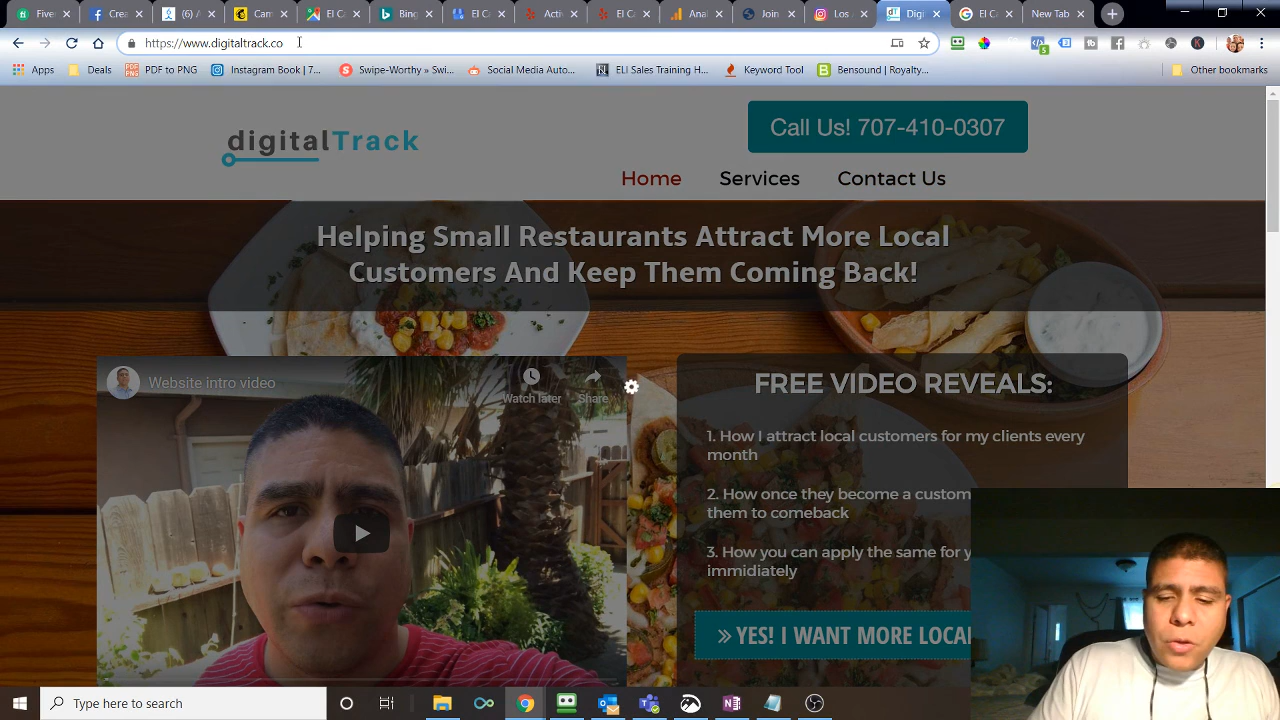 Five
Crea
(6) A
Can
El C
Bing
El Ca
Activ
El Ca
Anal
Join
Los
Digi
El C
New Tab
https://www.digitaltrack.co
Apps
Deals
PDF to PNG
Instagram Book | 7...
Swipe-Worthy » Swi...
Social Media Auto...
ELI Sales Training H...
Keyword Tool
Bensound | Royalty...
Other bookmarks
digitalTrack
Call Us! 707-410-0307
Home Services Contact Us
Helping Small Restaurants Attract More Local
Customers And Keep Them Coming Back!
Website intro video
Watch later
Share
FREE VIDEO REVEALS:
1. How I attract local customers for my clients every
month
2. How once they become a custom
them to comeback
3. How you can apply the same for y
immidiately
» YES! I WANT MORE LOCA
Type here to search